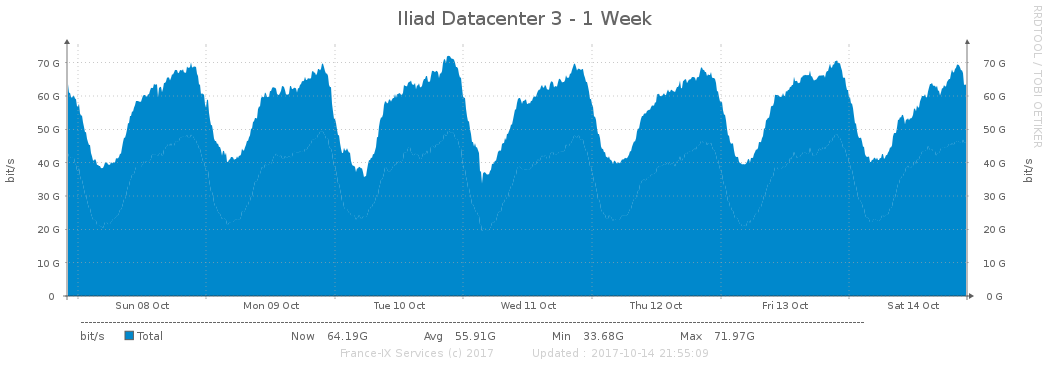 Iliad Datacenter 3 - 1 Week
RRDTOOL / TOBI OETIKER
70 G 70 G
60 G 60 G
50 G 50 G
40 G 40 G
bit/s bit/s
30 G 30 G
20 G 20 G
10 G 10 G
0 0 G
Sun 08 Oct Mon 09 Oct Tue 10 Oct Wed 11 Oct Thu 12 Oct Fri 13 Oct Sat 14 Oct
bit/s Total Now 64.19G Avg 55.91G Min 33.68G Max 71.97G
France-IX Services (c) 2017 Updated : 2017-10-14 21:55:09